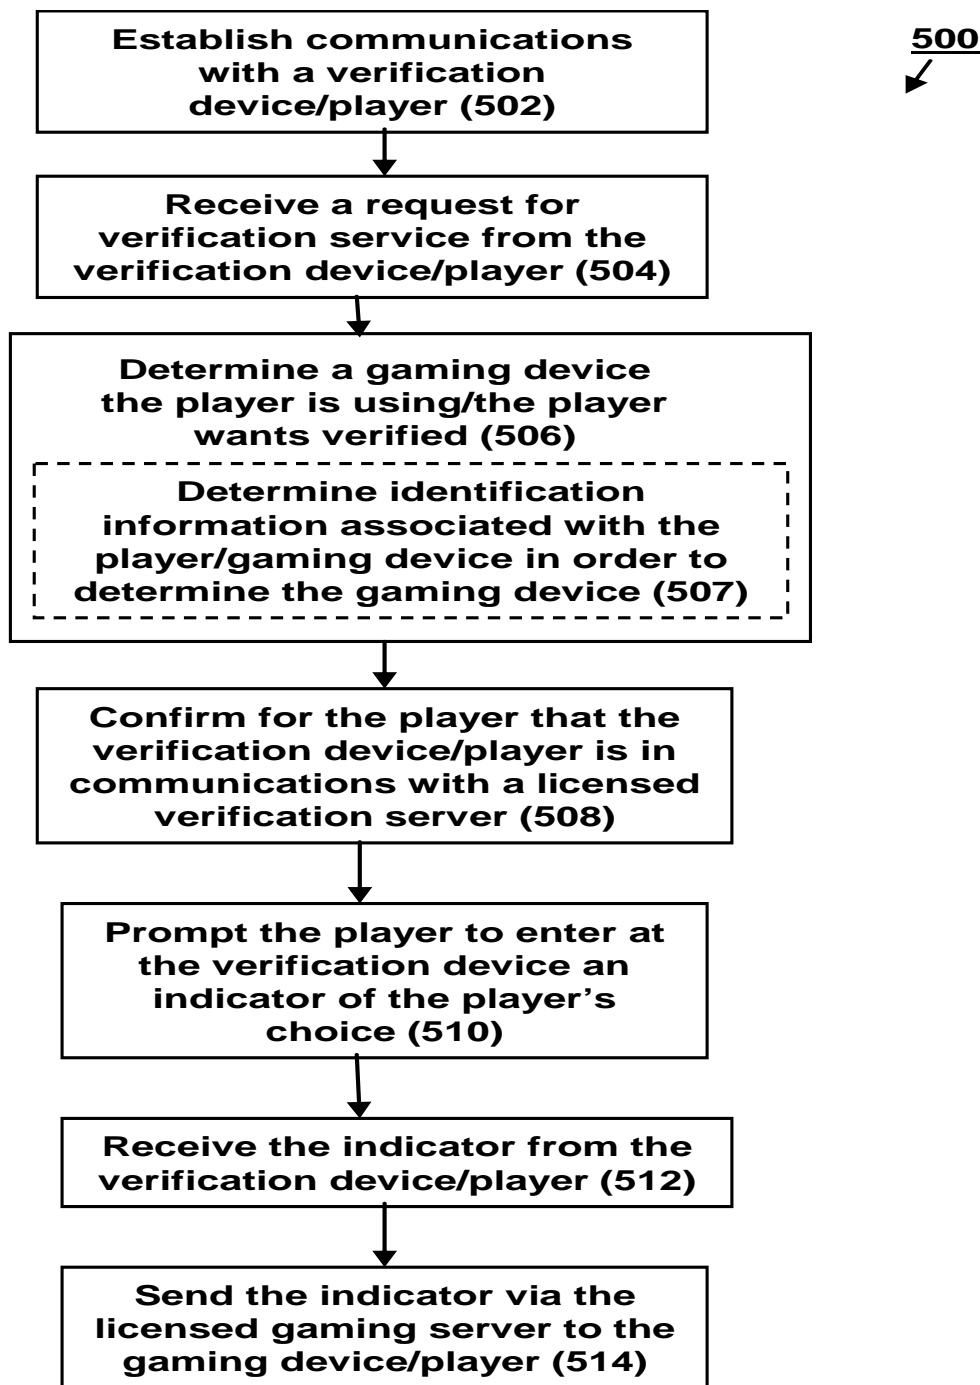 Establish communications
with a verification
device/player (502)
500
Receive a request for
verification service from the
verification device/player (504)
Determine a gaming device
the player is using/the player
wants verified (506)
Determine identification
information associated with the
player/gaming device in order to
determine the gaming device (507)
Confirm for the player that the
verification device/player is in
communications with a licensed
verification server (508)
Prompt the player to enter at
the verification device an
indicator of the player’s
choice (510)
Receive the indicator from the
verification device/player (512)
Send the indicator via the
licensed gaming server to the
gaming device/player (514)